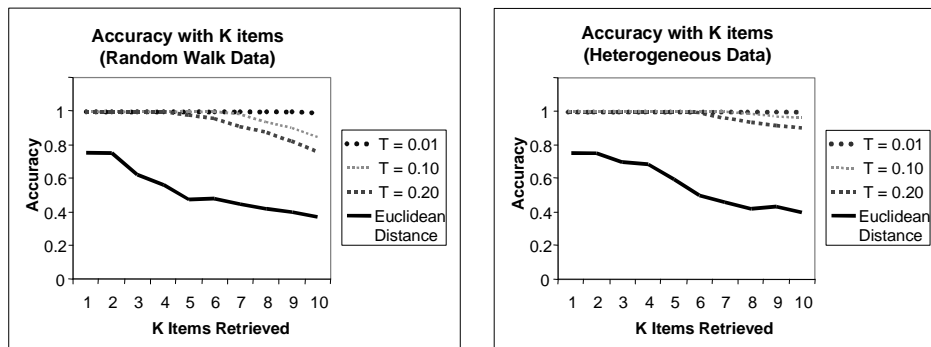 Accuracy with K items
(Random Walk Data)
1
0.8
0.6
0.4
0.2
0
Accuracy
1 2 3 4 5 6 7 8 9 10
K Items Retrieved
T = 0.01
T = 0.10
T = 0.20
Euclidean
Distance
Accuracy with K items
(Heterogeneous Data)
1
0.8
0.6
0.4
0.2
0
Accuracy
1 2 3 4 5 6 7 8 9 10
K Items Retrieved
T = 0.01
T = 0.10
T = 0.20
Euclidean
Distance